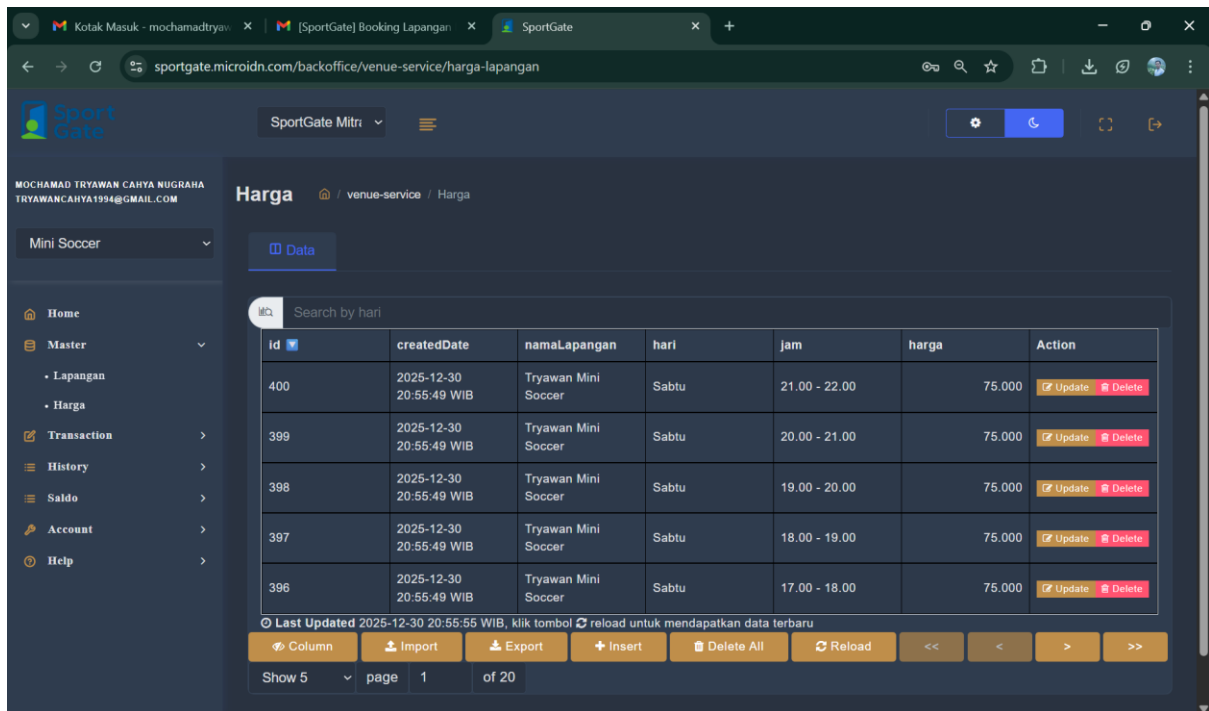 Kotak Masuk - mochamadtryaw
[SportGate] Booking Lapangan
SportGate
sportgate.microidn.com/backoffice/venue-service/harga-lapangan
Sport
Gate
SportGate Mitra
MOCHAMAD TRYAWAN CAHYA NUGRAHA
TRYAWANCAHYA1994@GMAIL.COM
Mini Soccer
Home
Master
• Lapangan
• Harga
Transaction
History
Saldo
Account
Help
Harga / venue-service / Harga
Data
Search by hari
id createdDate namaLapangan hari jam harga Action
400 2025-12-30 20:55:49 WIB Tryawan Mini Soccer Sabtu 21.00 - 22.00 75.000 Update Delete
399 2025-12-30 20:55:49 WIB Tryawan Mini Soccer Sabtu 20.00 - 21.00 75.000 Update Delete
398 2025-12-30 20:55:49 WIB Tryawan Mini Soccer Sabtu 19.00 - 20.00 75.000 Update Delete
397 2025-12-30 20:55:49 WIB Tryawan Mini Soccer Sabtu 18.00 - 19.00 75.000 Update Delete
396 2025-12-30 20:55:49 WIB Tryawan Mini Soccer Sabtu 17.00 - 18.00 75.000 Update Delete
Last Updated 2025-12-30 20:55:55 WIB, klik tombol reload untuk mendapatkan data terbaru
Column Import Export + Insert Delete All Reload << < > >>
Show 5 page 1 of 20